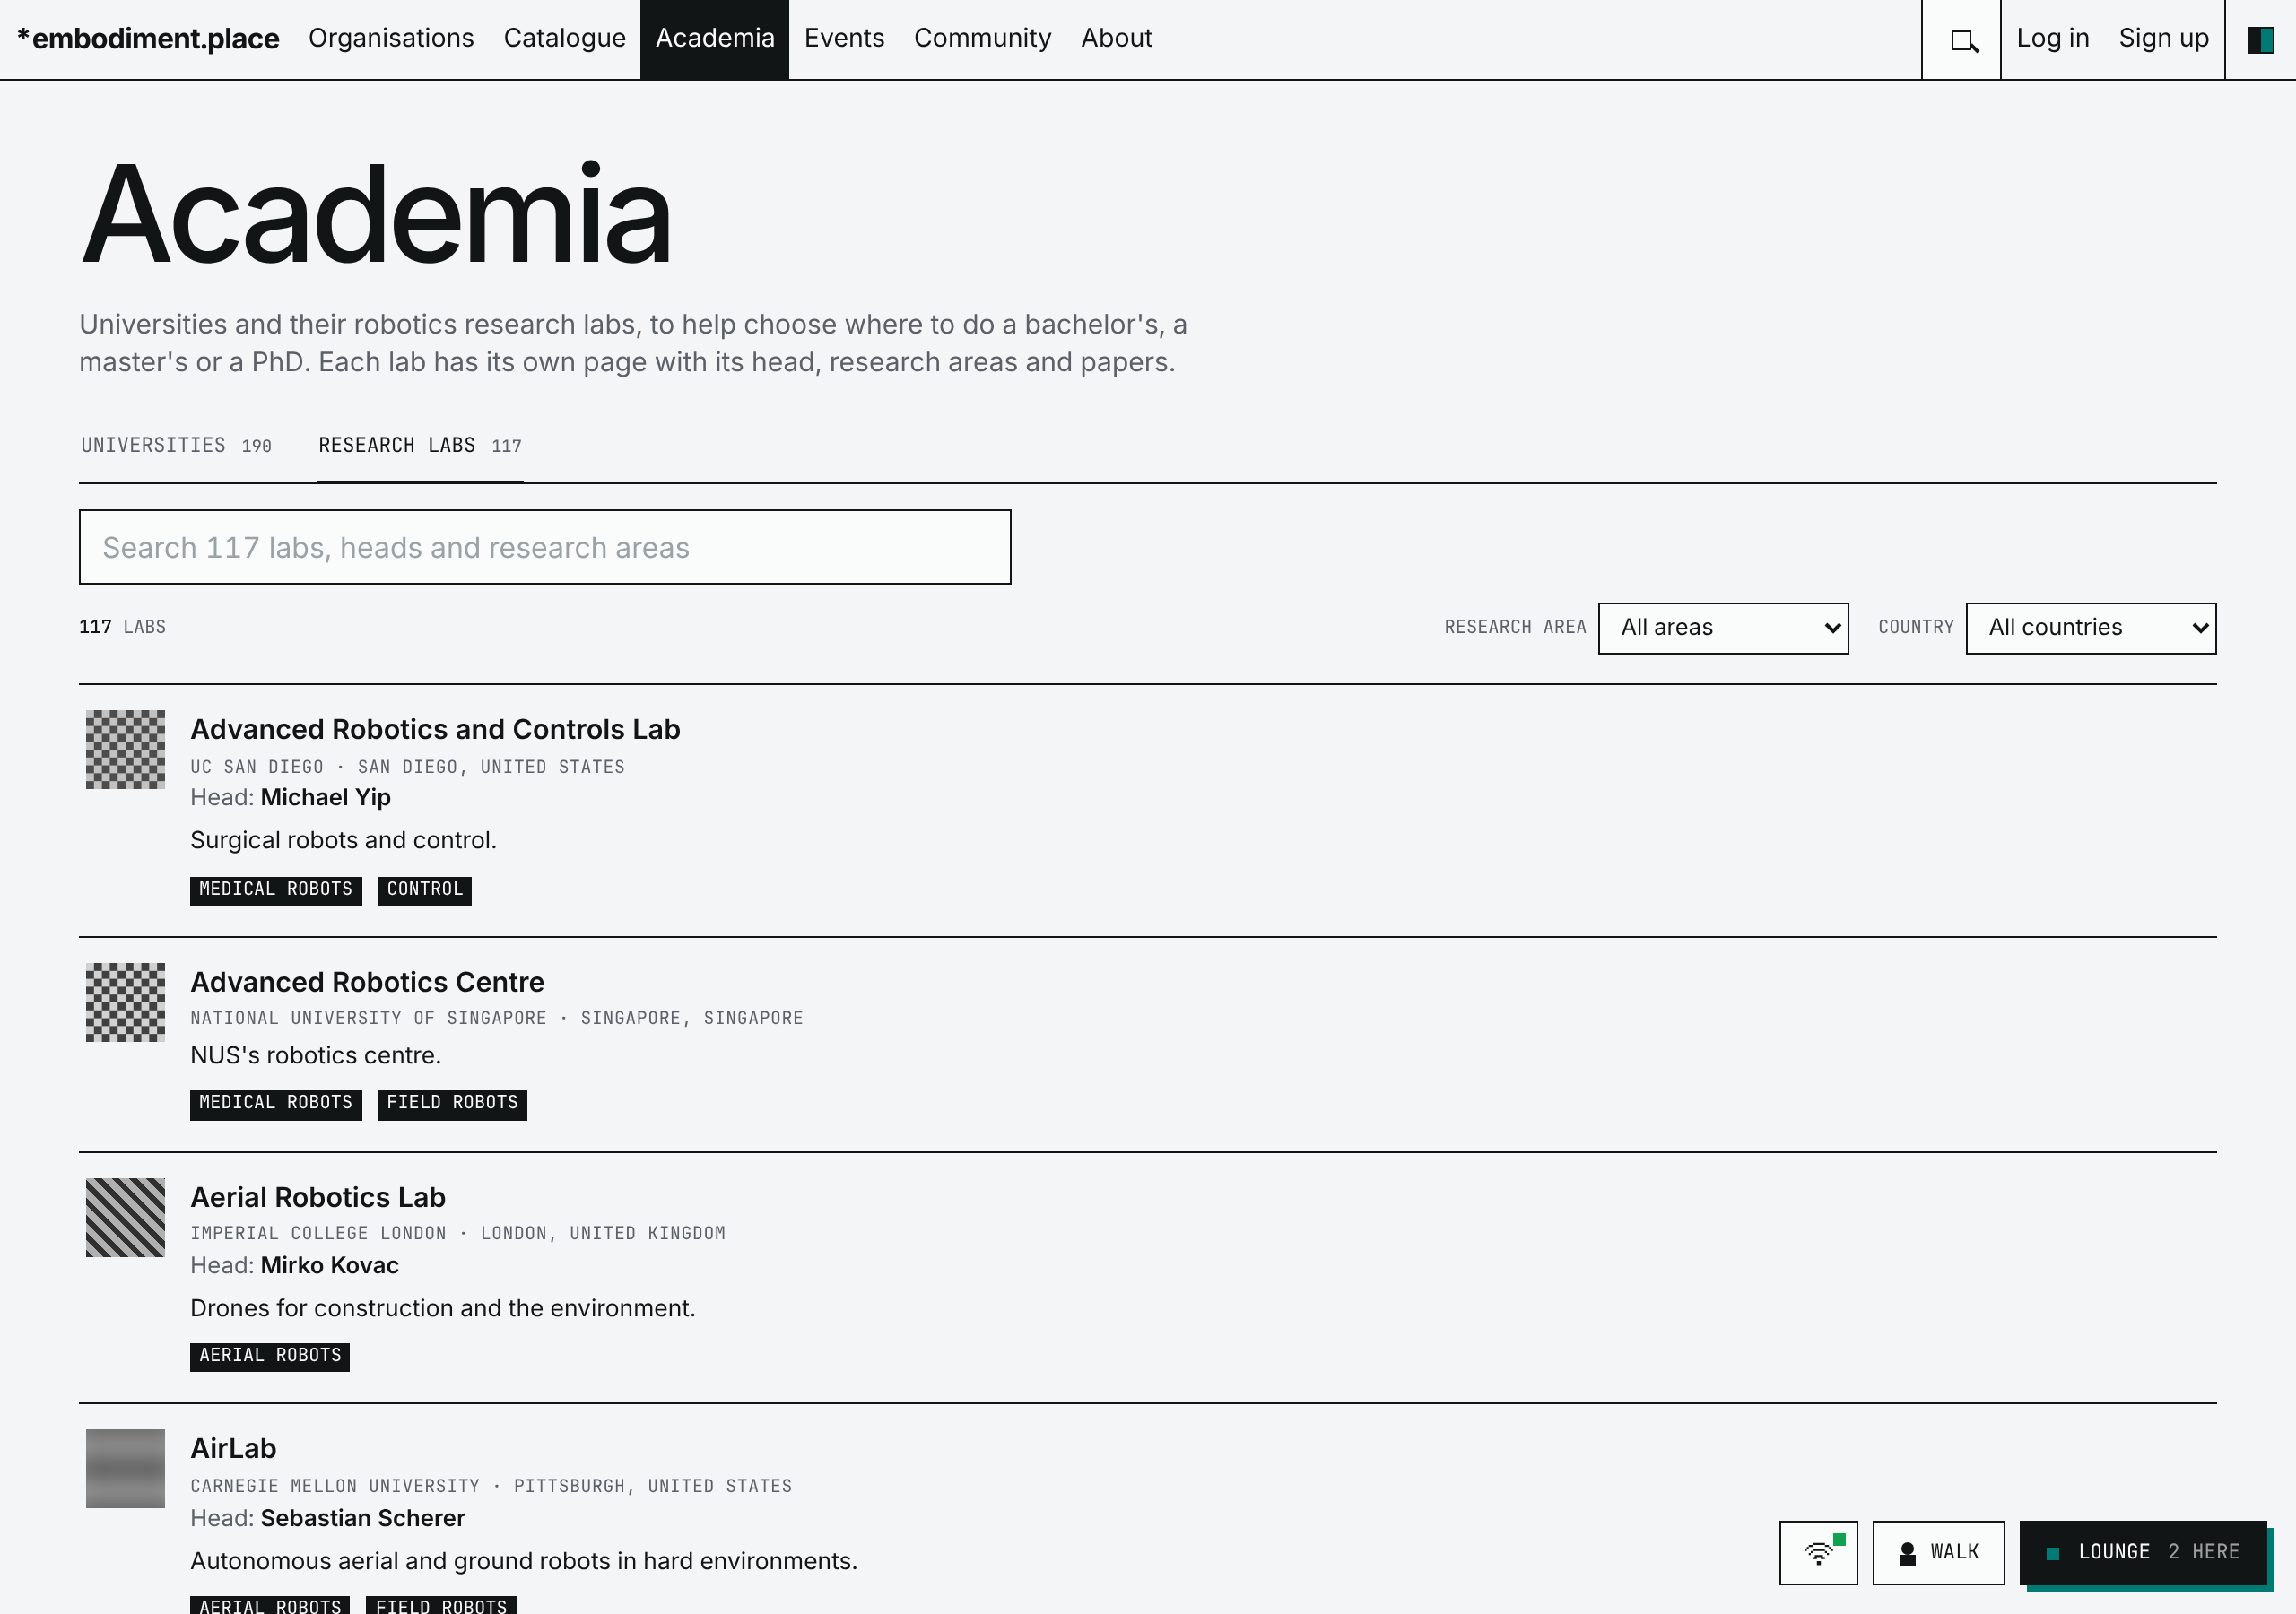 *embodiment.place Organisations Catalogue Academia Events Community About Log in Sign up
Academia
Universities and their robotics research labs, to help choose where to do a bachelor's, a
master's or a PhD. Each lab has its own page with its head, research areas and papers.
UNIVERSITIES 190 RESEARCH LABS 117
Search 117 labs, heads and research areas
117 LABS RESEARCH AREA All areas COUNTRY All countries
Advanced Robotics and Controls Lab
UC SAN DIEGO · SAN DIEGO, UNITED STATES
Head: Michael Yip
Surgical robots and control.
MEDICAL ROBOTS CONTROL
Advanced Robotics Centre
NATIONAL UNIVERSITY OF SINGAPORE · SINGAPORE, SINGAPORE
NUS's robotics centre.
MEDICAL ROBOTS FIELD ROBOTS
Aerial Robotics Lab
IMPERIAL COLLEGE LONDON · LONDON, UNITED KINGDOM
Head: Mirko Kovac
Drones for construction and the environment.
AERIAL ROBOTS
AirLab
CARNEGIE MELLON UNIVERSITY · PITTSBURGH, UNITED STATES
Head: Sebastian Scherer
Autonomous aerial and ground robots in hard environments.
AERIAL ROBOTS FIELD ROBOTS
WALK LOUNGE 2 HERE